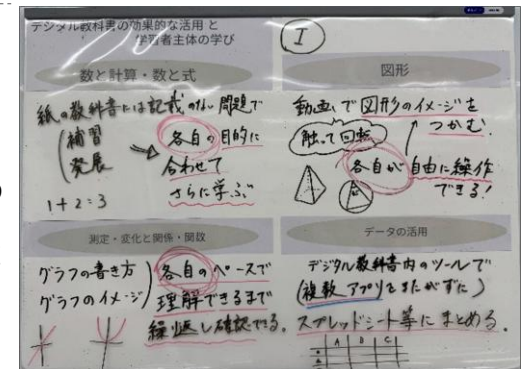 デジタル教科書の効果的な活用 と
学習者主体の学び
I
数と計算・数と式
紙の教科書には記載のない問題で
補習
発展
各自の目的に
合わせて
さらに学ぶ
1+2=3
図形
動画で図形のイメージを
つかむ。
触って回転
各自が自由に操作
できる!
測定・変化と関係・関数
グラフの書き方
グラフのイメージ
各自のペースで
理解できるまで
繰り返し確認できる。
データの活用
デジタル教科書内のツールで
(複数アプリをまたがずに)
スプレッドシート等にまとめる。
A B C